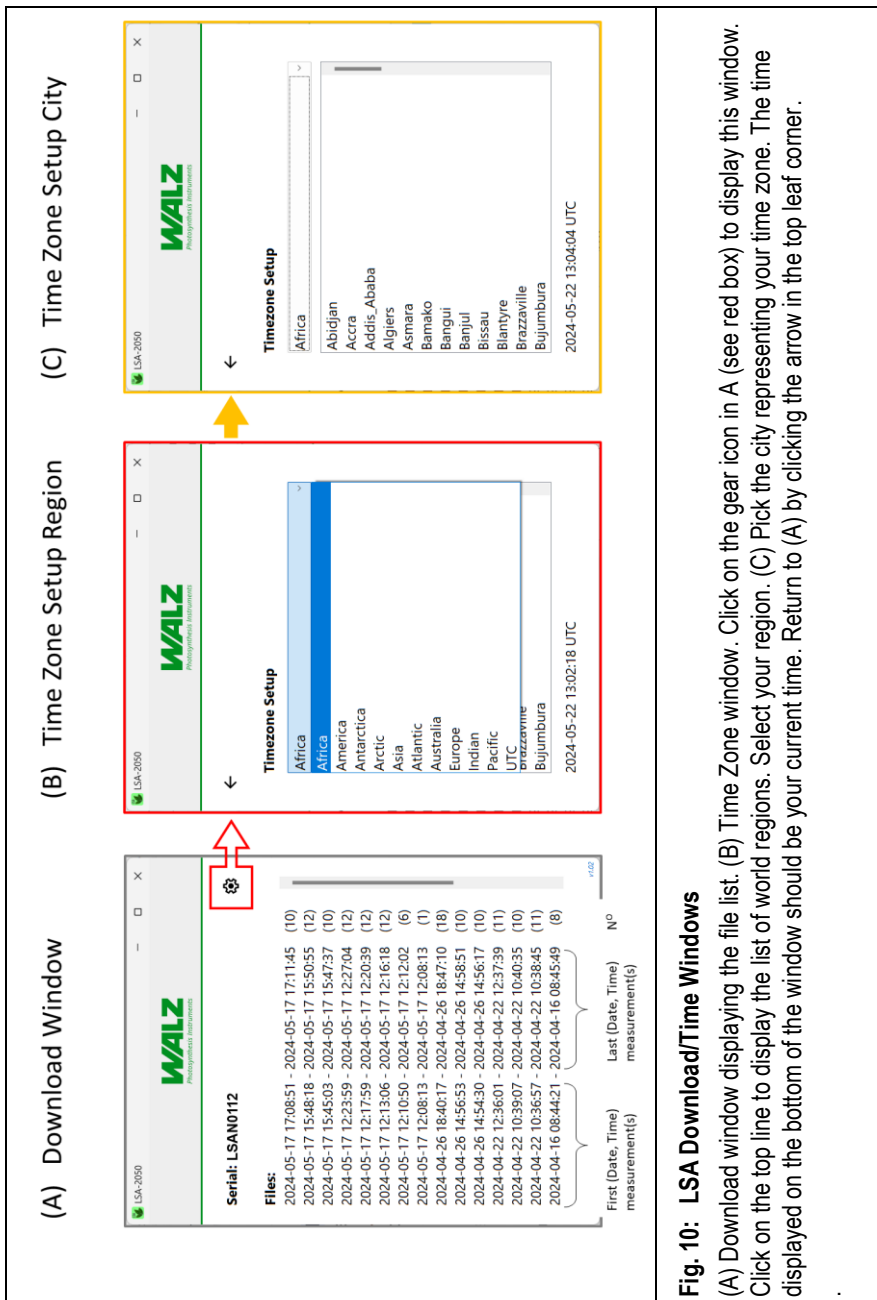 (A) Download Window
LSA-2050
WALZ
Photosynthesis Instruments
Serial: LSAN0112
Files:
2024-05-17 17:08:51 - 2024-05-17 17:11:45 (10)
2024-05-17 15:48:18 - 2024-05-17 15:50:55 (12)
2024-05-17 15:45:03 - 2024-05-17 15:47:37 (10)
2024-05-17 12:23:59 - 2024-05-17 12:27:04 (12)
2024-05-17 12:17:59 - 2024-05-17 12:20:39 (12)
2024-05-17 12:13:06 - 2024-05-17 12:16:18 (12)
2024-05-17 12:10:50 - 2024-05-17 12:12:02 (6)
2024-05-17 12:08:13 - 2024-05-17 12:08:13 (1)
2024-04-26 18:40:17 - 2024-04-26 18:47:10 (18)
2024-04-26 14:56:53 - 2024-04-26 14:58:51 (10)
2024-04-26 14:54:30 - 2024-04-26 14:56:17 (10)
2024-04-22 12:36:01 - 2024-04-22 12:37:39 (11)
2024-04-22 10:39:07 - 2024-04-22 10:40:35 (10)
2024-04-22 10:36:57 - 2024-04-22 10:38:45 (11)
2024-04-16 08:44:21 - 2024-04-16 08:45:49 (8)
v1.02
First (Date, Time) Last (Date, Time) Nº
measurement(s) measurement(s)
(B) Time Zone Setup Region
LSA-2050
WALZ
Photosynthesis Instruments
Timezone Setup
Africa
Africa
America
Antarctica
Arctic
Asia
Atlantic
Australia
Europe
Indian
Pacific
UTC
Brazzaville
Bujumbura
2024-05-22 13:02:18 UTC
(C) Time Zone Setup City
LSA-2050
WALZ
Photosynthesis Instruments
Timezone Setup
Africa
Abidjan
Accra
Addis_Ababa
Algiers
Asmara
Bamako
Bangui
Banjul
Bissau
Blantyre
Brazzaville
Bujumbura
2024-05-22 13:04:04 UTC
Fig. 10: LSA Download/Time Windows
(A) Download window displaying the file list. (B) Time Zone window. Click on the gear icon in A (see red box) to display this window.
Click on the top line to display the list of world regions. Select your region. (C) Pick the city representing your time zone. The time
displayed on the bottom of the window should be your current time. Return to (A) by clicking the arrow in the top leaf corner.
.